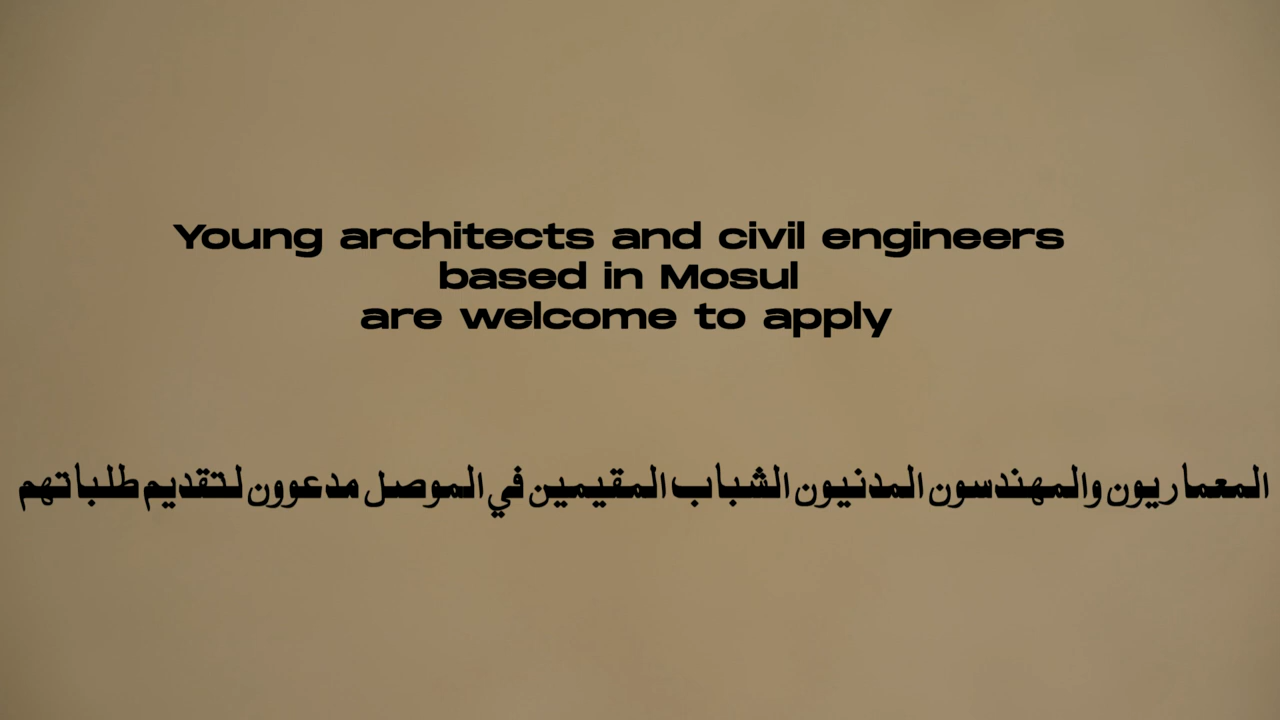 Young architects and civil engineers
based in Mosul
are welcome to apply
المعماريون والمهندسون المدنيون الشباب المقيمين في الموصل مدعوون لتقديم طلباتهم